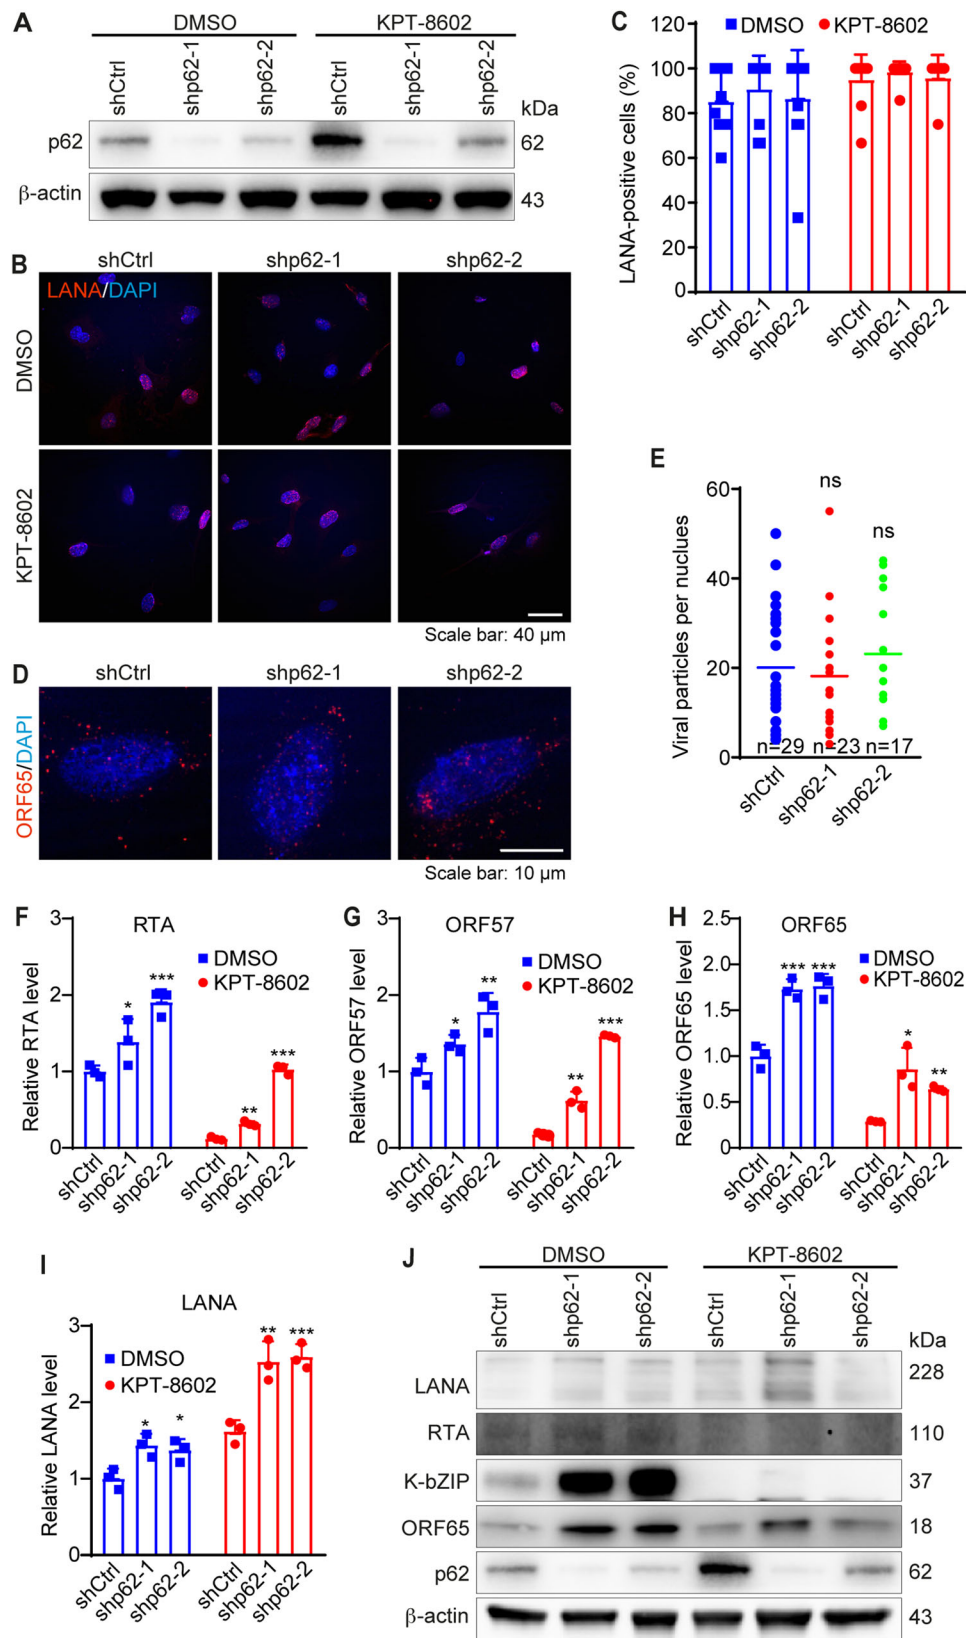 A
DMSO KPT-8602
shCtrl shp62-1 shp62-2 shCtrl shp62-1 shp62-2
kDa
p62 62
β-actin 43
B
shCtrl shp62-1 shp62-2
LANA/DAPI
DMSO
KPT-8602
Scale bar: 40 µm
C
DMSO KPT-8602
LANA-positive cells (%)
120
100
80
60
40
20
0
shCtrl shp62-1 shp62-2 shCtrl shp62-1 shp62-2
D
shCtrl shp62-1 shp62-2
ORF65/DAPI
Scale bar: 10 µm
E
Viral particles per nuclues
60
40
20
0
ns
ns
n=29 n=23 n=17
shCtrl shp62-1 shp62-2
F
RTA
DMSO
KPT-8602
Relative RTA level
3
2
1
0
* *** ** ***
shCtrl shp62-1 shp62-2 shCtrl shp62-1 shp62-2
G
ORF57
DMSO
KPT-8602
Relative ORF57 level
3
2
1
0
* ** ** ***
shCtrl shp62-1 shp62-2 shCtrl shp62-1 shp62-2
H
ORF65
DMSO
KPT-8602
Relative ORF65 level
2.5
2.0
1.5
1.0
0.5
0
*** *** * **
shCtrl shp62-1 shp62-2 shCtrl shp62-1 shp62-2
I
LANA
DMSO
KPT-8602
Relative LANA level
3
2
1
0
* * ** ***
shCtrl shp62-1 shp62-2 shCtrl shp62-1 shp62-2
J
DMSO KPT-8602
shCtrl shp62-1 shp62-2 shCtrl shp62-1 shp62-2
kDa
LANA 228
RTA 110
K-bZIP 37
ORF65 18
p62 62
β-actin 43